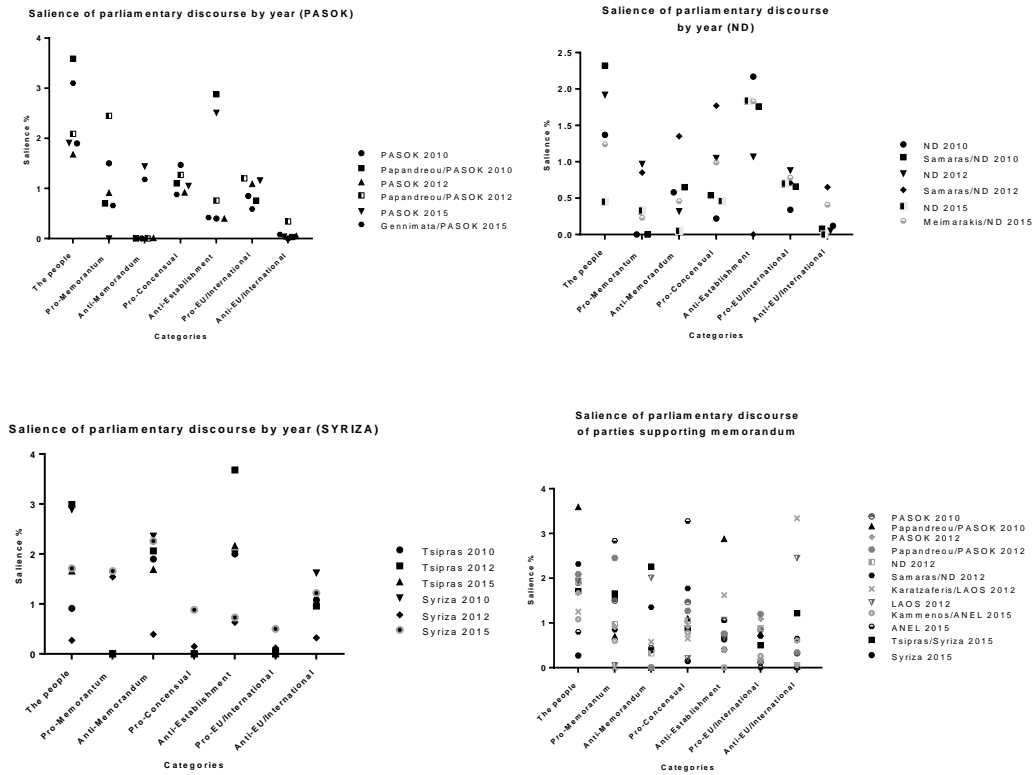 Salience of parliamentary discourse by year (PASOK)
Salience %
4
3
2
1
0
The people
Pro-Memorantum
Anti-Memorandum
Pro-Concensual
Anti-Establishment
Pro-EU/International
Anti-EU/International
Categories
PASOK 2010
Papandreou/PASOK 2010
PASOK 2012
Papandreou/PASOK 2012
PASOK 2015
Gennimata/PASOK 2015
Salience of parliamentary discourse
by year (ND)
Salience %
2.5
2.0
1.5
1.0
0.5
0.0
The people
Pro-Memorantum
Anti-Memorandum
Pro-Concensual
Anti-Establishment
Pro-EU/International
Anti-EU/International
Categories
ND 2010
Samaras/ND 2010
ND 2012
Samaras/ND 2012
ND 2015
Meimarakis/ND 2015
Salience of parliamentary discourse by year (SYRIZA)
Salience %
4
3
2
1
0
The people
Pro-Memorantum
Anti-Memorandum
Pro-Concensual
Anti-Establishment
Pro-EU/International
Anti-EU/International
Categories
Tsipras 2010
Tsipras 2012
Tsipras 2015
Syriza 2010
Syriza 2012
Syriza 2015
Salience of parliamentary discourse
of parties supporting memorandum
Salience %
4
3
2
1
0
The people
Pro-Memorantum
Anti-Memorandum
Pro-Concensual
Anti-Establishment
Pro-EU/International
Anti-EU/International
Categories
PASOK 2010
Papandreou/PASOK 2010
PASOK 2012
Papandreou/PASOK 2012
ND 2012
Samaras/ND 2012
Karatzaferis/LAOS 2012
LAOS 2012
Kammenos/ANEL 2015
ANEL 2015
Tsipras/Syriza 2015
Syriza 2015